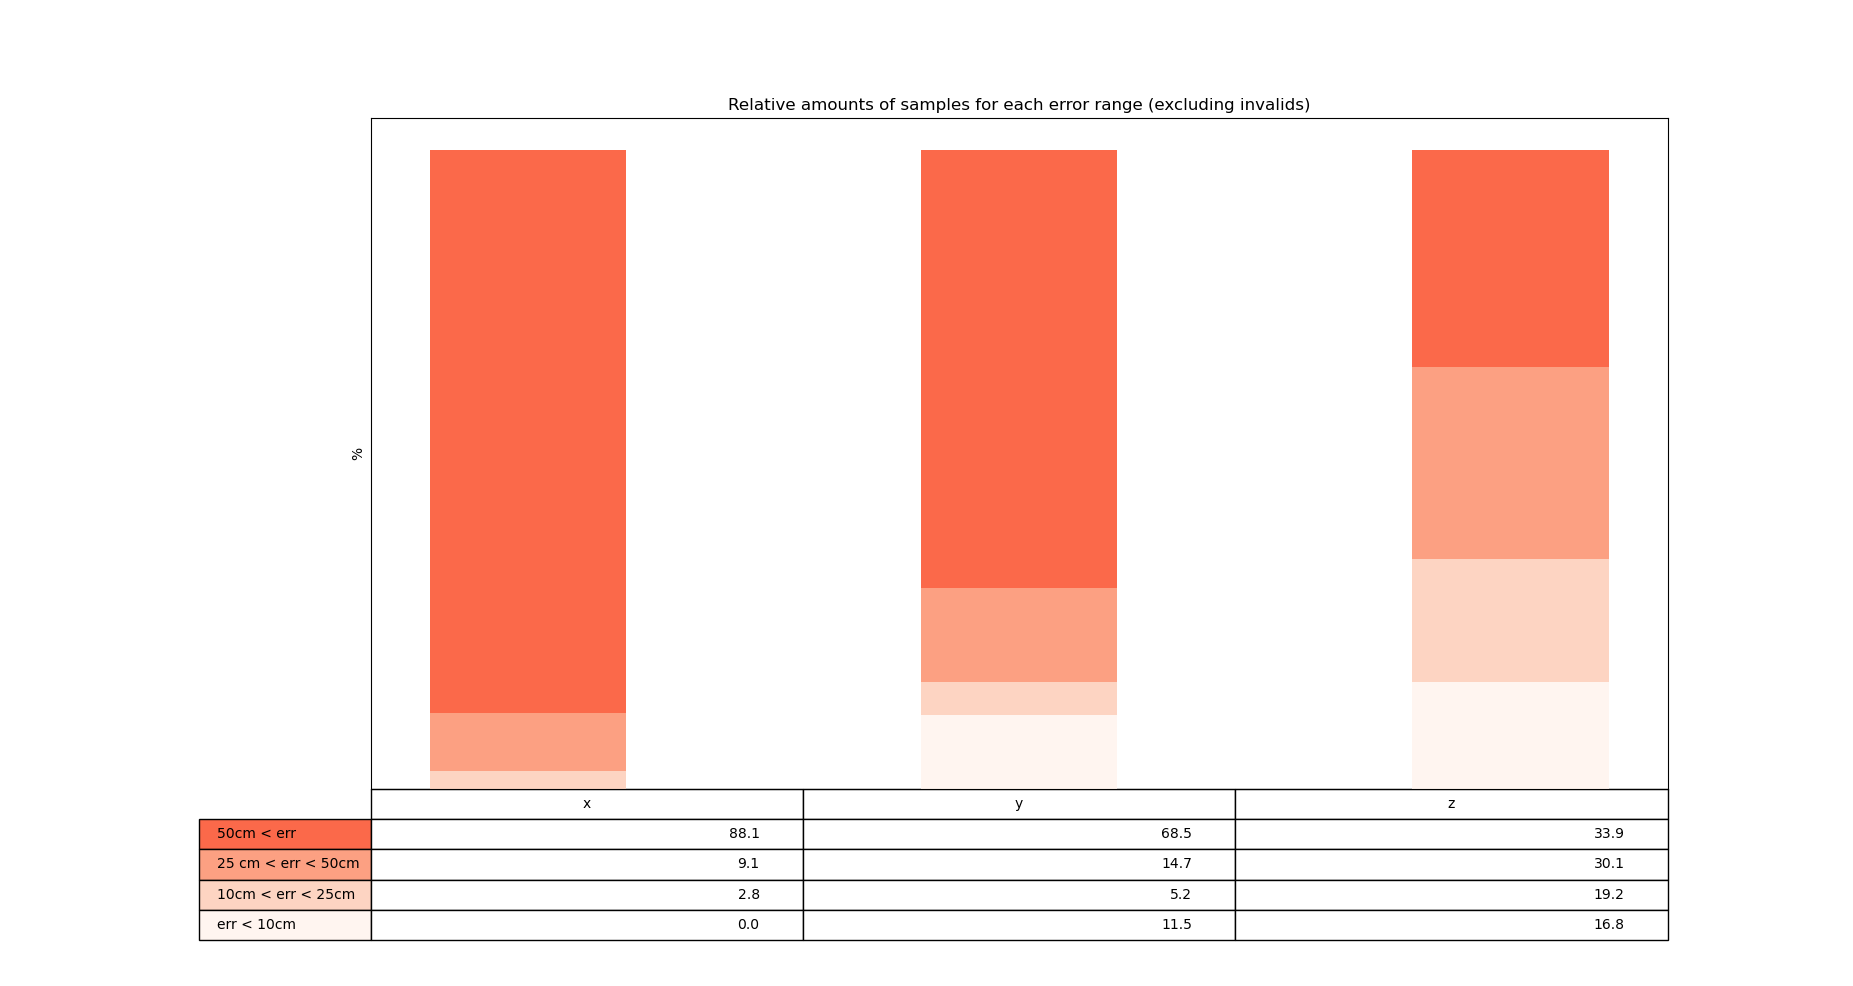 Relative amounts of samples for each error range (excluding invalids)
%
x y z
50cm < err 88.1 68.5 33.9
25 cm < err < 50cm 9.1 14.7 30.1
10cm < err < 25cm 2.8 5.2 19.2
err < 10cm 0.0 11.5 16.8